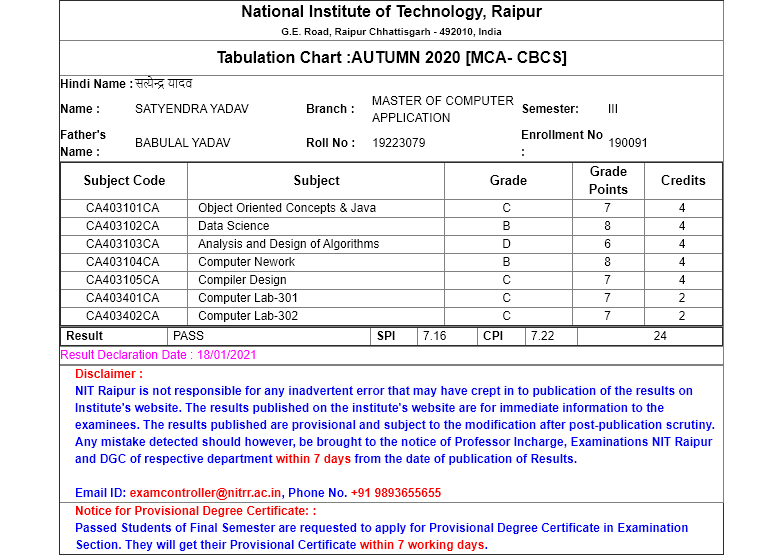 National Institute of Technology, Raipur
G.E. Road, Raipur Chhattisgarh - 492010, India
Tabulation Chart :AUTUMN 2020 [MCA- CBCS]
Hindi Name : सत्येन्द्र यादव
Name : SATYENDRA YADAV Branch : MASTER OF COMPUTER APPLICATION Semester: III
Father's Name : BABULAL YADAV Roll No : 19223079 Enrollment No : 190091
Subject Code Subject Grade Grade Points Credits
CA403101CA Object Oriented Concepts & Java C 7 4
CA403102CA Data Science B 8 4
CA403103CA Analysis and Design of Algorithms D 6 4
CA403104CA Computer Nework B 8 4
CA403105CA Compiler Design C 7 4
CA403401CA Computer Lab-301 C 7 2
CA403402CA Computer Lab-302 C 7 2
Result PASS SPI 7.16 CPI 7.22 24
Result Declaration Date : 18/01/2021
Disclaimer :
NIT Raipur is not responsible for any inadvertent error that may have crept in to publication of the results on
Institute's website. The results published on the institute's website are for immediate information to the
examinees. The results published are provisional and subject to the modification after post-publication scrutiny.
Any mistake detected should however, be brought to the notice of Professor Incharge, Examinations NIT Raipur
and DGC of respective department within 7 days from the date of publication of Results.
Email ID: examcontroller@nitrr.ac.in, Phone No. +91 9893655655
Notice for Provisional Degree Certificate: :
Passed Students of Final Semester are requested to apply for Provisional Degree Certificate in Examination
Section. They will get their Provisional Certificate within 7 working days.